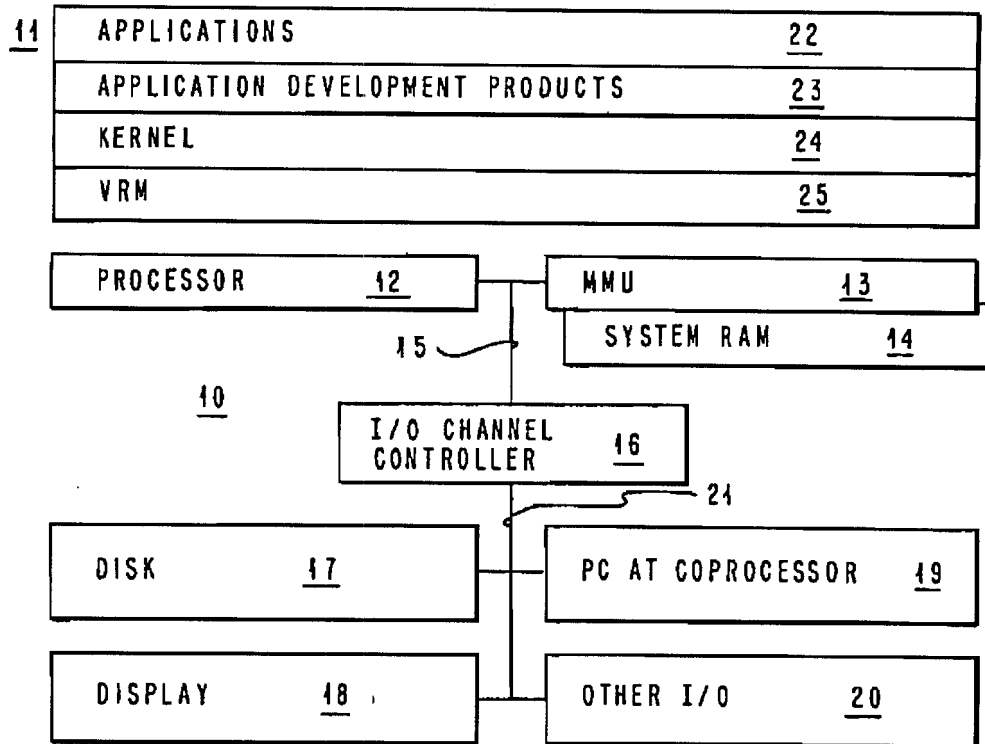 11 APPLICATIONS 22
APPLICATION DEVELOPMENT PRODUCTS 23
KERNEL 24
VRM 25
PROCESSOR 12 MMU 13
SYSTEM RAM 14
15
10
I/O CHANNEL
CONTROLLER 16
21
DISK 17 PC AT COPROCESSOR 19
DISPLAY 18 OTHER I/O 20